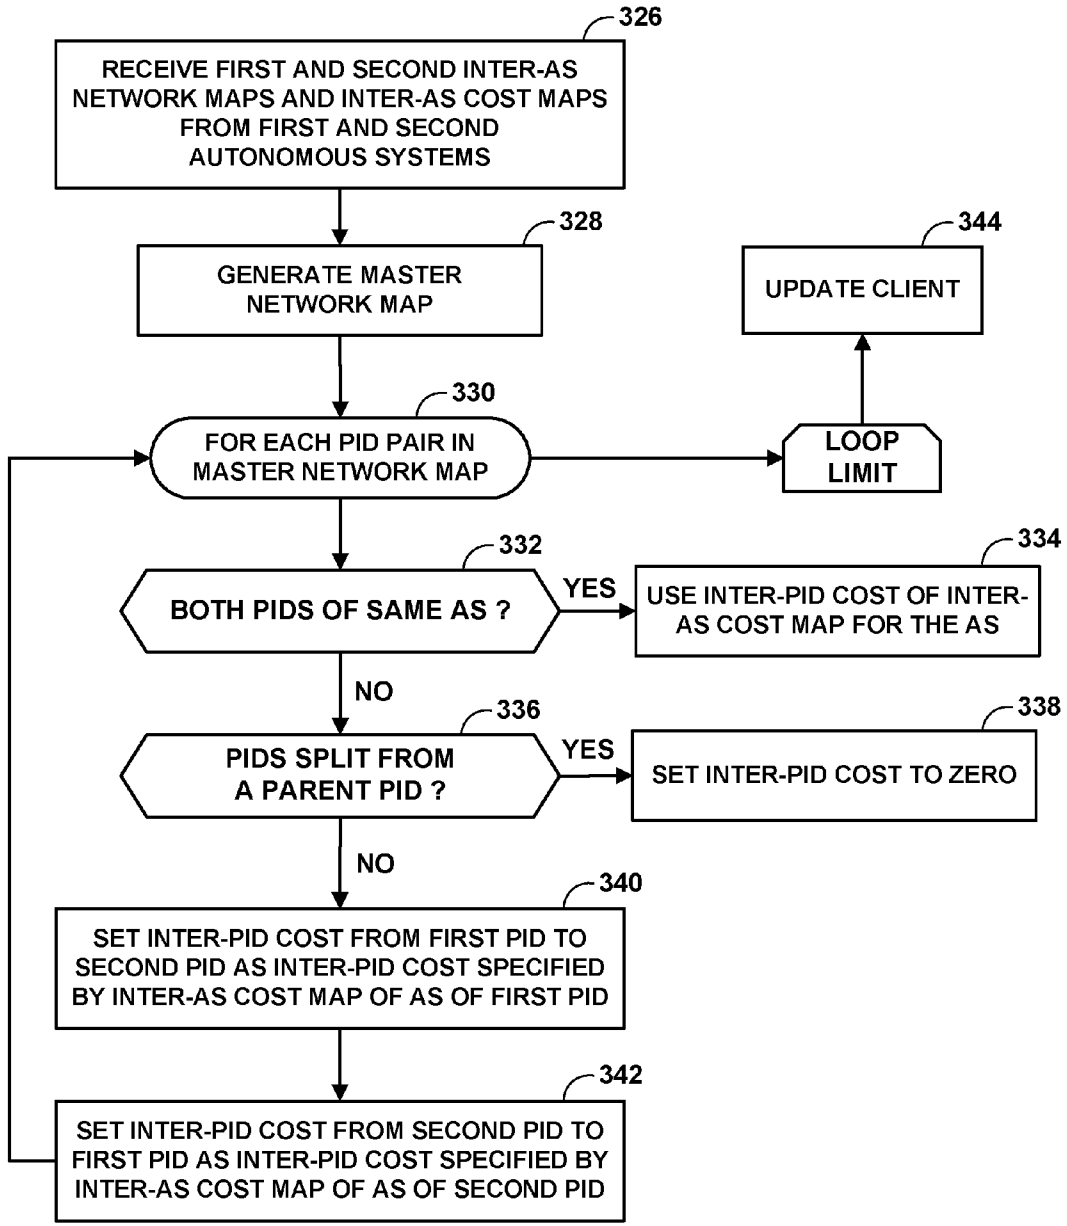 326
RECEIVE FIRST AND SECOND INTER-AS
NETWORK MAPS AND INTER-AS COST MAPS
FROM FIRST AND SECOND
AUTONOMOUS SYSTEMS
328
GENERATE MASTER
NETWORK MAP
344
UPDATE CLIENT
330
FOR EACH PID PAIR IN
MASTER NETWORK MAP
LOOP
LIMIT
332
BOTH PIDS OF SAME AS ?
YES
334
USE INTER-PID COST OF INTER-
AS COST MAP FOR THE AS
NO
336
PIDS SPLIT FROM
A PARENT PID ?
YES
338
SET INTER-PID COST TO ZERO
NO
340
SET INTER-PID COST FROM FIRST PID TO
SECOND PID AS INTER-PID COST SPECIFIED
BY INTER-AS COST MAP OF AS OF FIRST PID
342
SET INTER-PID COST FROM SECOND PID TO
FIRST PID AS INTER-PID COST SPECIFIED BY
INTER-AS COST MAP OF AS OF SECOND PID